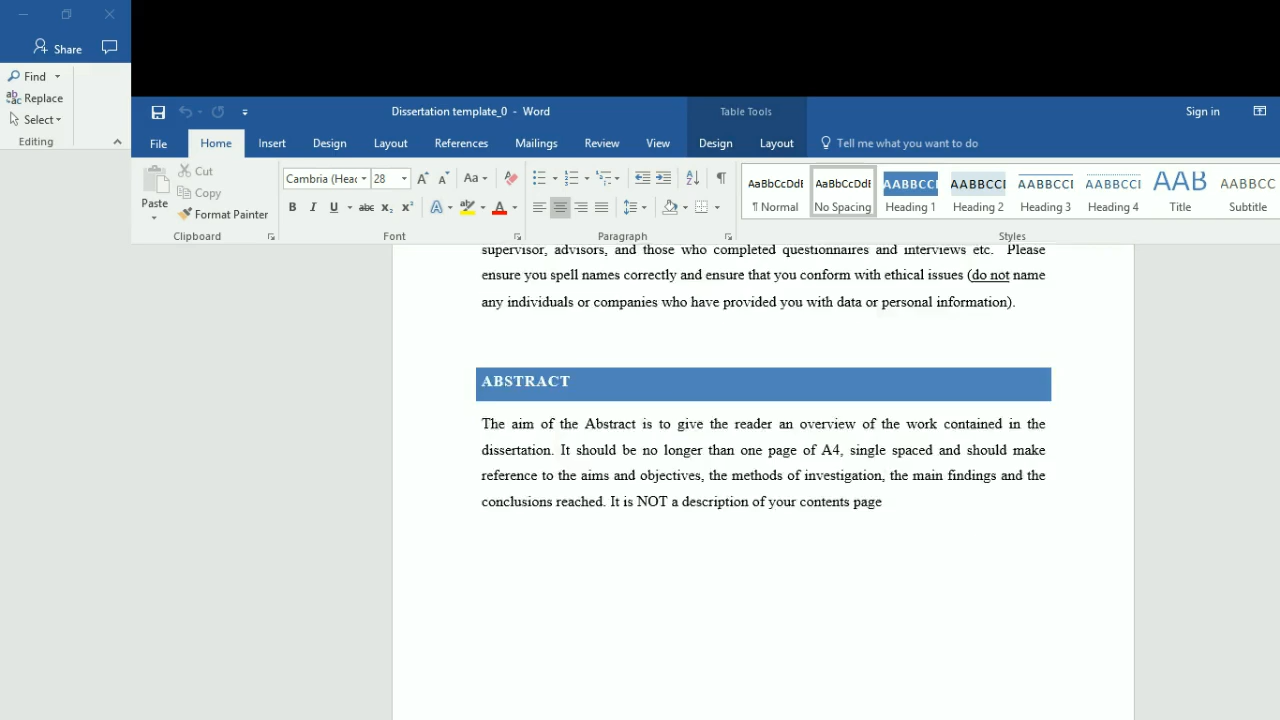 Share
Find
Replace
Select
Editing
Dissertation template_0 - Word
Table Tools
Sign in
File
Home
Insert
Design
Layout
References
Mailings
Review
View
Design
Layout
Tell me what you want to do
Paste
Cut
Copy
Format Painter
Clipboard
Cambria (Hear
28
Aa
B I U abc X₂ X² A A
Font
Paragraph
AaBbCcDdE
¶ Normal
AaBbCcDdE
No Spacing
AABBCCI
Heading 1
AABBCCI
Heading 2
AABBCCI
Heading 3
AABBCCI
Heading 4
AAB
Title
AABBCC
Subtitle
Styles
supervisor, advisors, and those who completed questionnaires and interviews etc. Please
ensure you spell names correctly and ensure that you conform with ethical issues (do not name
any individuals or companies who have provided you with data or personal information).
ABSTRACT
The aim of the Abstract is to give the reader an overview of the work contained in the
dissertation. It should be no longer than one page of A4, single spaced and should make
reference to the aims and objectives, the methods of investigation, the main findings and the
conclusions reached. It is NOT a description of your contents page